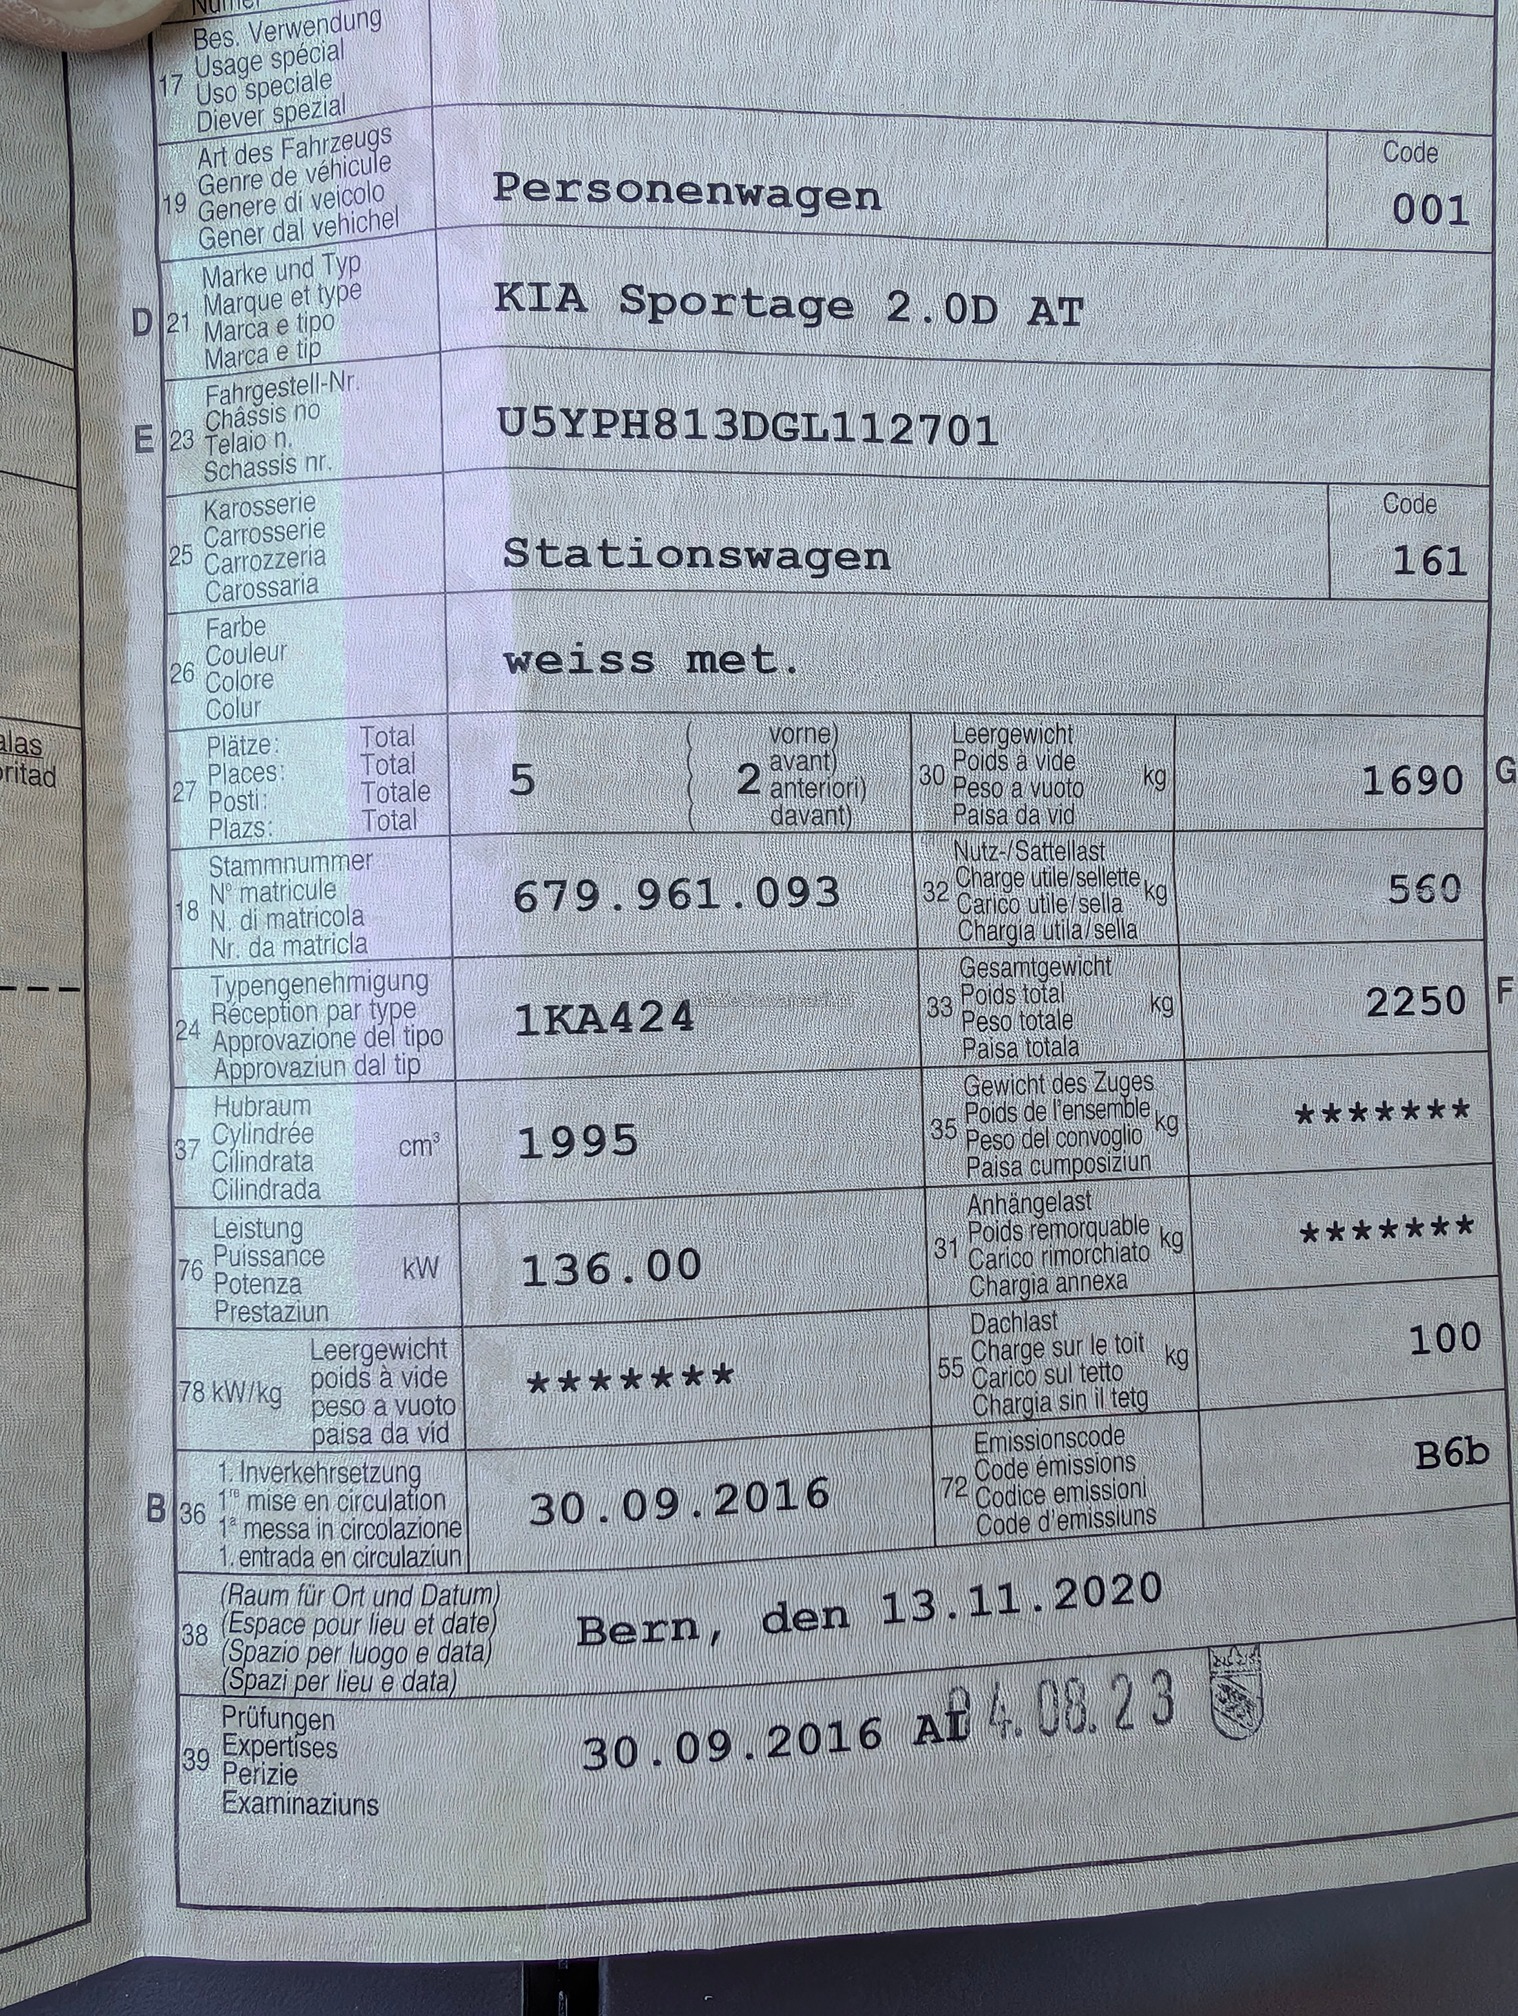 Bes. Verwendung
17 Usage spécial
Uso speciale
Diever spezial
Art des Fahrzeugs Code
19 Genre de véhicule Personenwagen 001
Genere di veicolo
Gener dal vehichel
Marke und Typ
D 21 Marque et type KIA Sportage 2.0D AT
Marca e tipo
Marca e tip
Fahrgestell-Nr.
E 23 Châssis no U5YPH813DGL112701
Telaio n.
Schassis nr.
Karosserie Code
25 Carrosserie Stationswagen 161
Carrozzeria
Carossaria
Farbe
26 Couleur weiss met.
Colore
Colur
Plätze: Total vorne) Leergewicht
27 Places: Total 5 ( 2 avant) 30 Poids à vide kg 1690 G
Posti: Totale anteriori) Peso a vuoto
Plazs: Total davant) Paisa da vid
alas
oritad
Stammnummer Nutz-/Sattellast
18 N° matricule 679.961.093 32 Charge utile/sellette kg 560
N. di matricola Carico utile/sella
Nr. da matricla Chargia utila/sella
Typengenehmigung Gesamtgewicht
24 Réception par type 1KA424 33 Poids total kg 2250 F
Approvazione del tipo Peso totale
Approvaziun dal tip Paisa totala
Hubraum Gewicht des Zuges
37 Cylindrée cm³ 1995 35 Poids de l'ensemble kg *******
Cilindrata Peso del convoglio
Cilindrada Paisa cumposiziun
Leistung Anhängelast
76 Puissance kW 136.00 31 Poids remorquable kg *******
Potenza Carico rimorchiato
Prestaziun Chargia annexa
Leergewicht Dachlast
78 kW/kg poids à vide ******* 55 Charge sur le toit kg 100
peso a vuoto Carico sul tetto
paisa da vid Chargia sin il tetg
1. Inverkehrsetzung Emissionscode
B 36 1re mise en circulation 30.09.2016 72 Code émissions B6b
1a messa in circolazione Codice emissioni
1. entrada en circulaziun Code d'emissiuns
(Raum für Ort und Datum)
38 (Espace pour lieu et date) Bern, den 13.11.2020
(Spazio per luogo e data)
(Spazi per lieu e data)
Prüfungen
39 Expertises 30.09.2016 04.08.23
Perizie
Examinaziuns